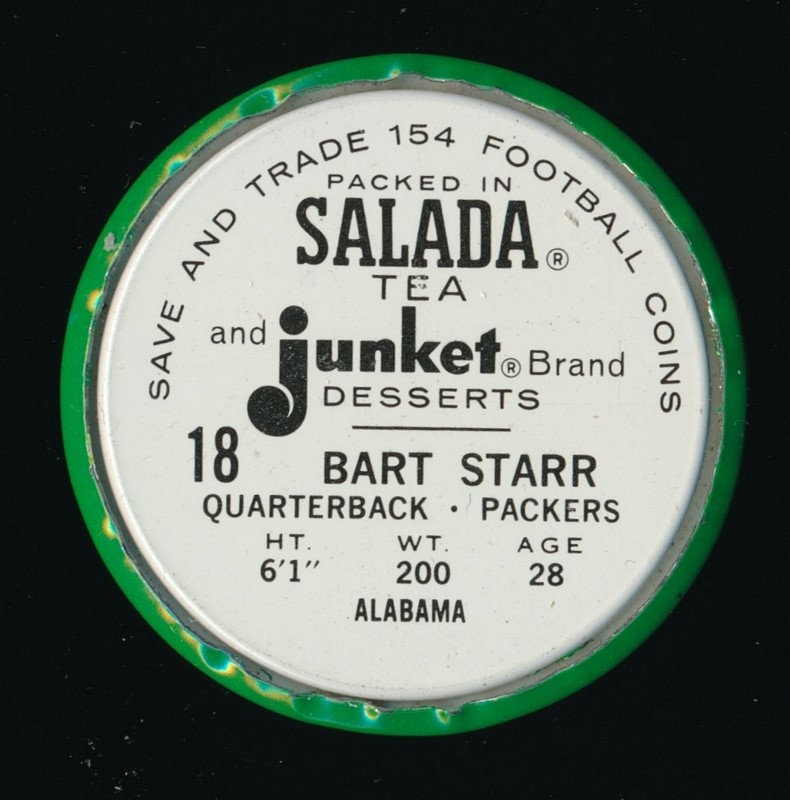 SAVE AND TRADE 154 FOOTBALL COINS
PACKED IN
SALADA ®
TEA
and junket ® Brand
DESSERTS
18 BART STARR
QUARTERBACK · PACKERS
HT. WT. AGE
6'1" 200 28
ALABAMA